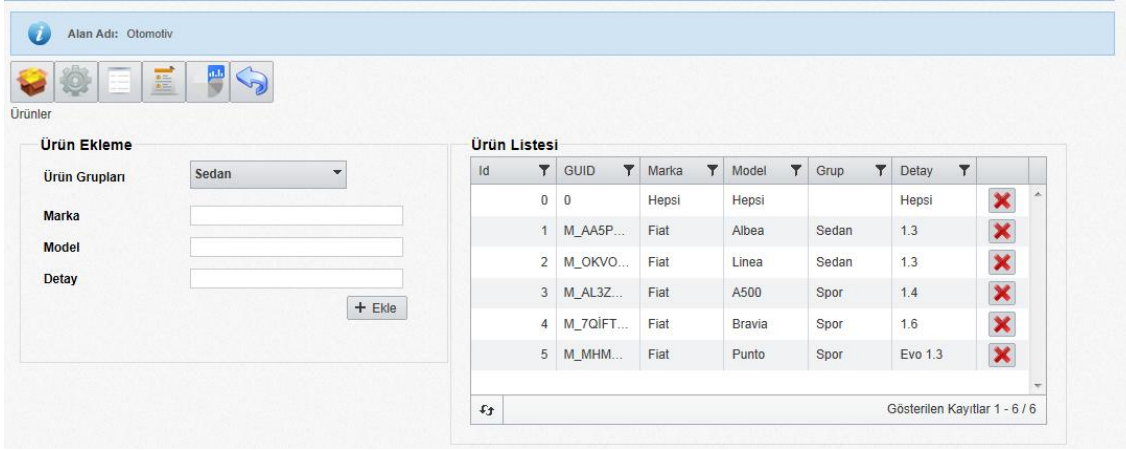 Alan Adı: Otomotiv
Ürünler
Ürün Ekleme
Ürün Grupları Sedan
Marka
Model
Detay
+ Ekle
Ürün Listesi
Id GUID Marka Model Grup Detay
0 0 Hepsi Hepsi Hepsi
1 M_AA5P... Fiat Albea Sedan 1.3
2 M_OKVO... Fiat Linea Sedan 1.3
3 M_AL3Z... Fiat A500 Spor 1.4
4 M_7QİFT... Fiat Bravia Spor 1.6
5 M_MHM... Fiat Punto Spor Evo 1.3
Gösterilen Kayıtlar 1 - 6 / 6